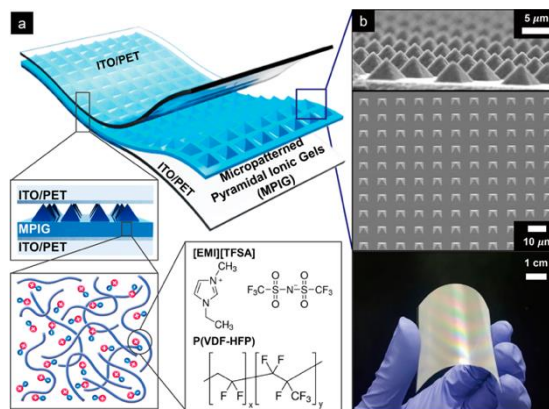 a
ITO/PET
ITO/PET
Micropatterned
Pyramidal Ionic Gels
(MPIG)
ITO/PET
MPIG
ITO/PET
[EMI][TFSA]
CH₃
N
N⁺
CH₃
O O
F₃C-S-N⁻-S-CF₃
O O
P(VDF-HFP)
F F
F
F F
x
F CF₃
y
b
5 μm
10 μm
1 cm